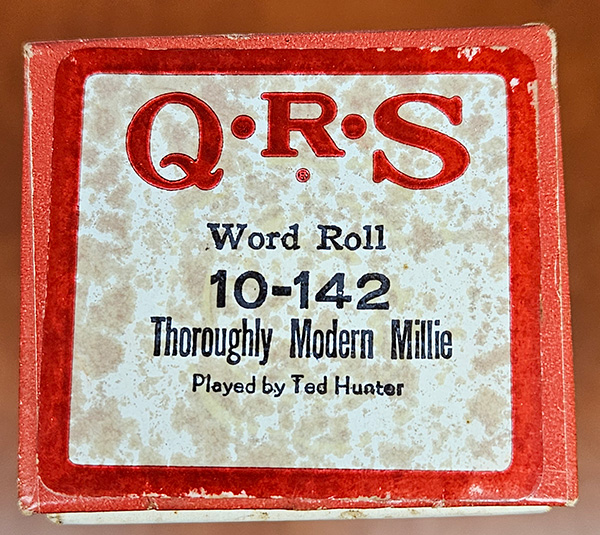 Q·R·S
®
Word Roll
10-142
Thoroughly Modern Millie
Played by Ted Hunter